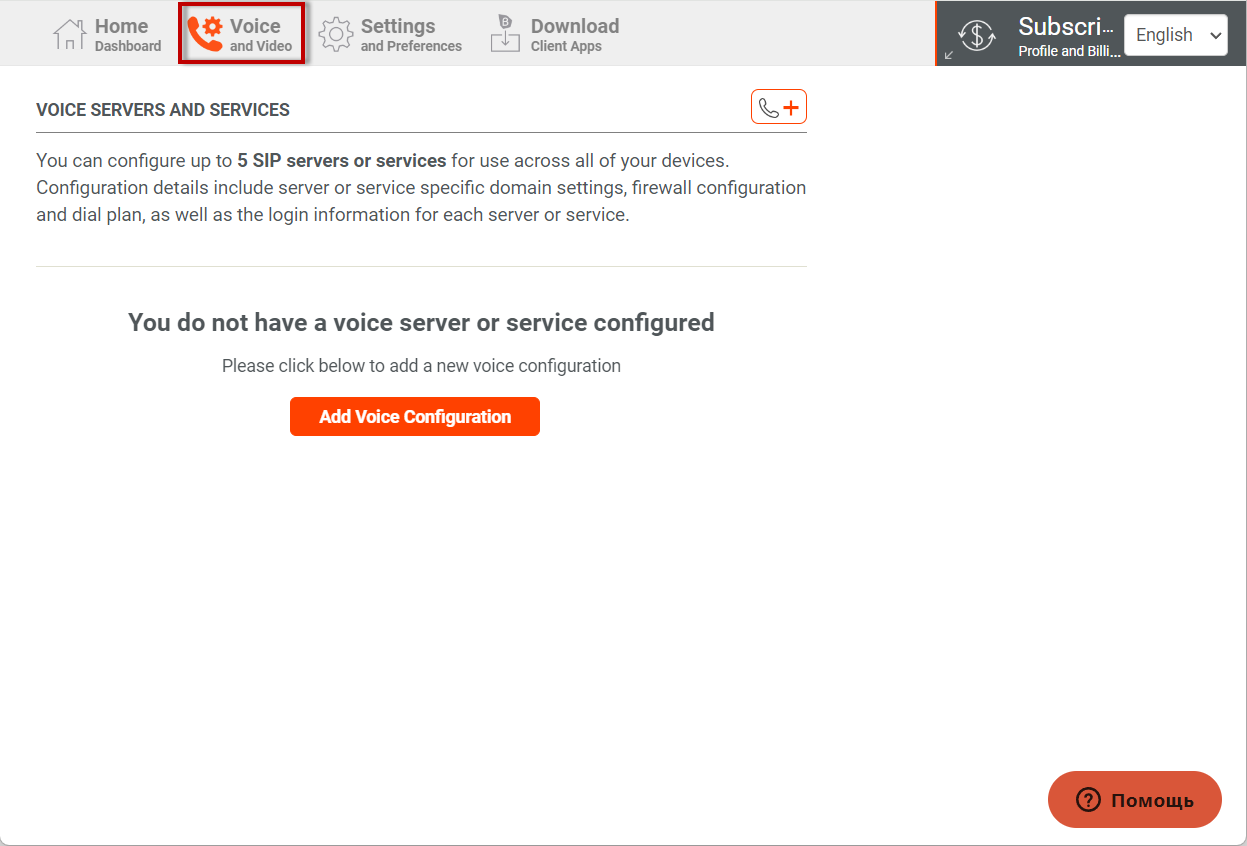 Home
Dashboard
Voice
and Video
Settings
and Preferences
B
Download
Client Apps
$
Subscri...
Profile and Billi...
English
VOICE SERVERS AND SERVICES
You can configure up to 5 SIP servers or services for use across all of your devices.
Configuration details include server or service specific domain settings, firewall configuration
and dial plan, as well as the login information for each server or service.
You do not have a voice server or service configured
Please click below to add a new voice configuration
Add Voice Configuration
? Помощь